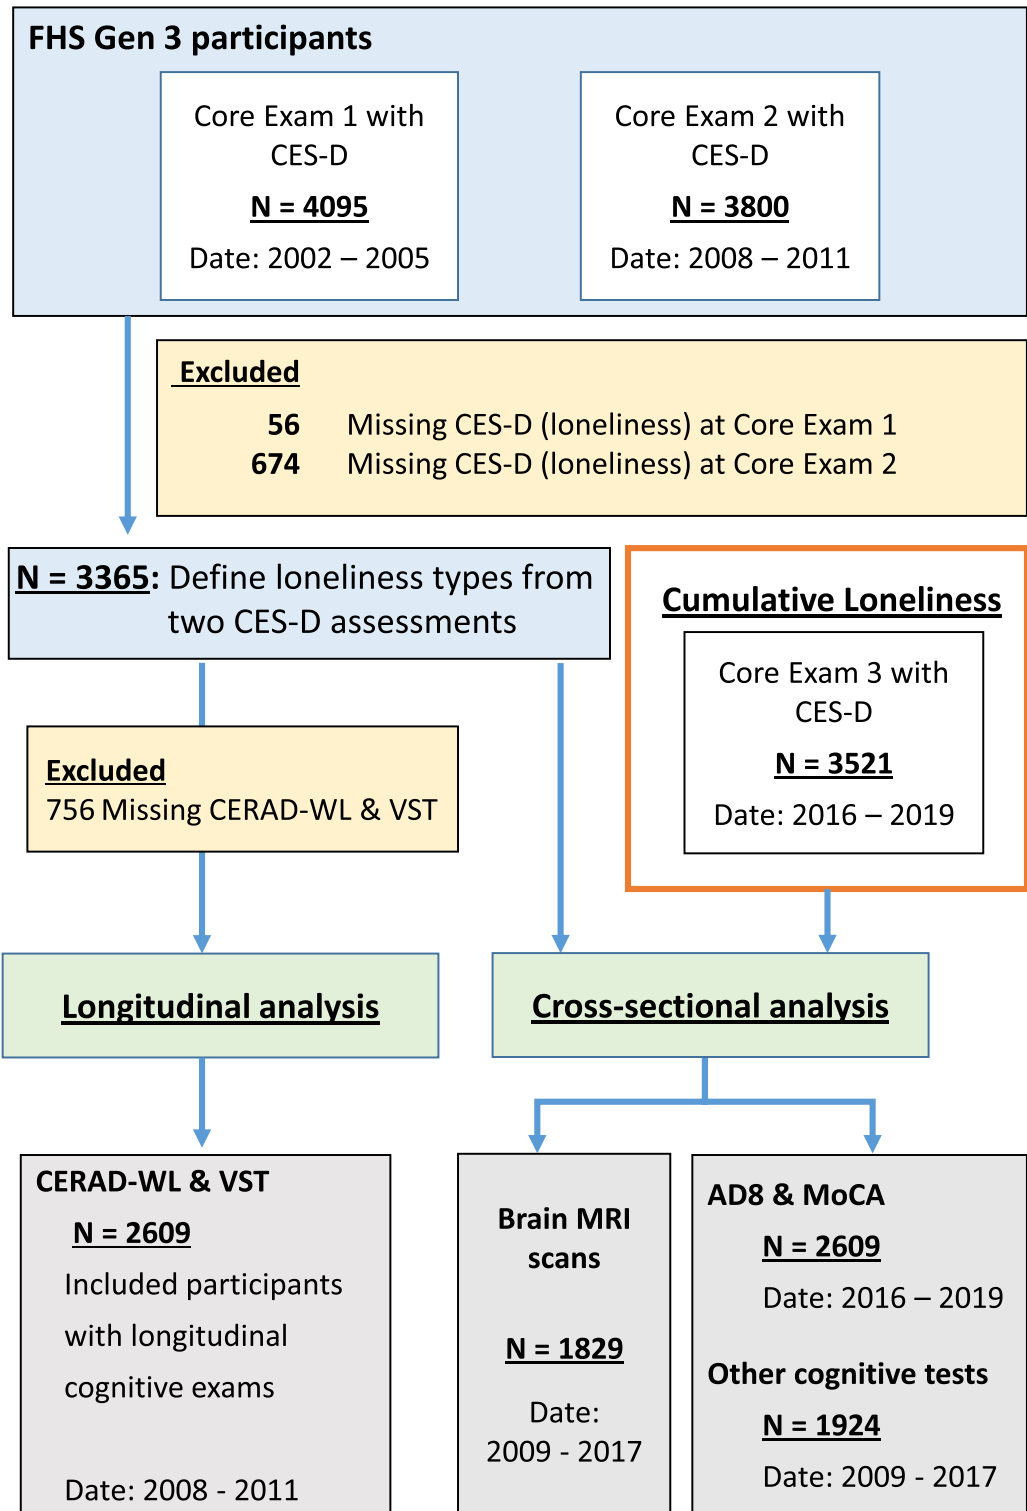 FHS Gen 3 participants
Core Exam 1 with
CES-D
N = 4095
Date: 2002 – 2005
Core Exam 2 with
CES-D
N = 3800
Date: 2008 – 2011
Excluded
56 Missing CES-D (loneliness) at Core Exam 1
674 Missing CES-D (loneliness) at Core Exam 2
N = 3365: Define loneliness types from
two CES-D assessments
Cumulative Loneliness
Core Exam 3 with
CES-D
N = 3521
Date: 2016 – 2019
Excluded
756 Missing CERAD-WL & VST
Longitudinal analysis
Cross-sectional analysis
CERAD-WL & VST
N = 2609
Included participants
with longitudinal
cognitive exams
Date: 2008 - 2011
Brain MRI
scans
N = 1829
Date:
2009 - 2017
AD8 & MoCA
N = 2609
Date: 2016 – 2019
Other cognitive tests
N = 1924
Date: 2009 - 2017